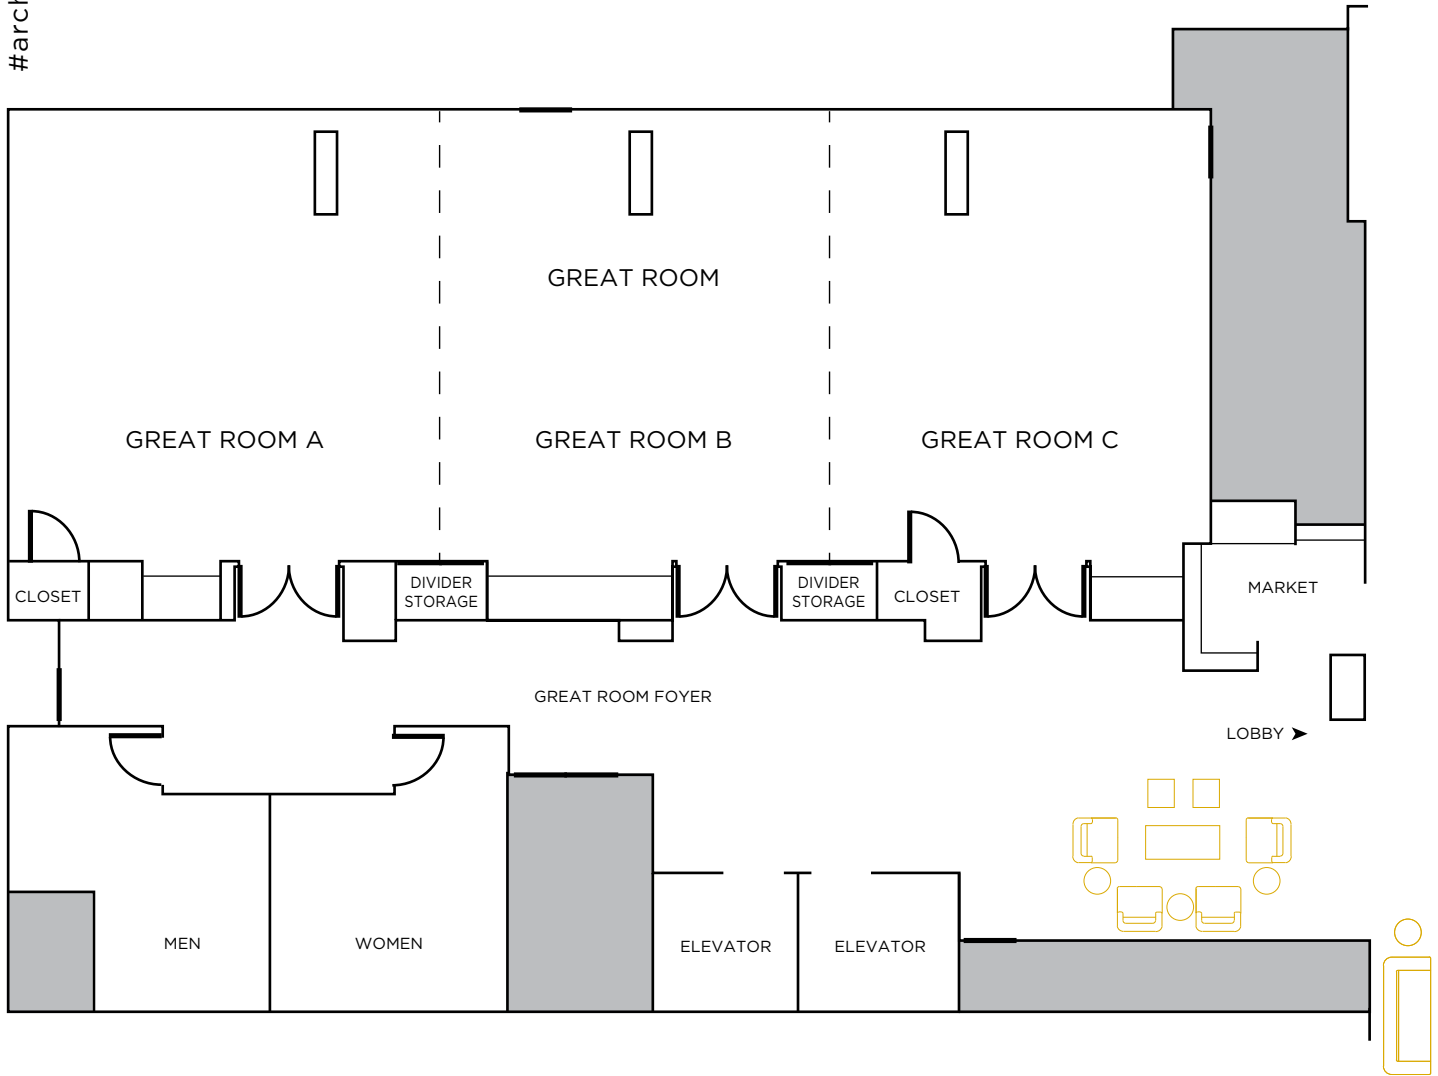 #arch
GREAT ROOM
GREAT ROOM A
GREAT ROOM B
GREAT ROOM C
CLOSET
DIVIDER
STORAGE
DIVIDER
STORAGE
CLOSET
MARKET
GREAT ROOM FOYER
LOBBY
MEN
WOMEN
ELEVATOR
ELEVATOR